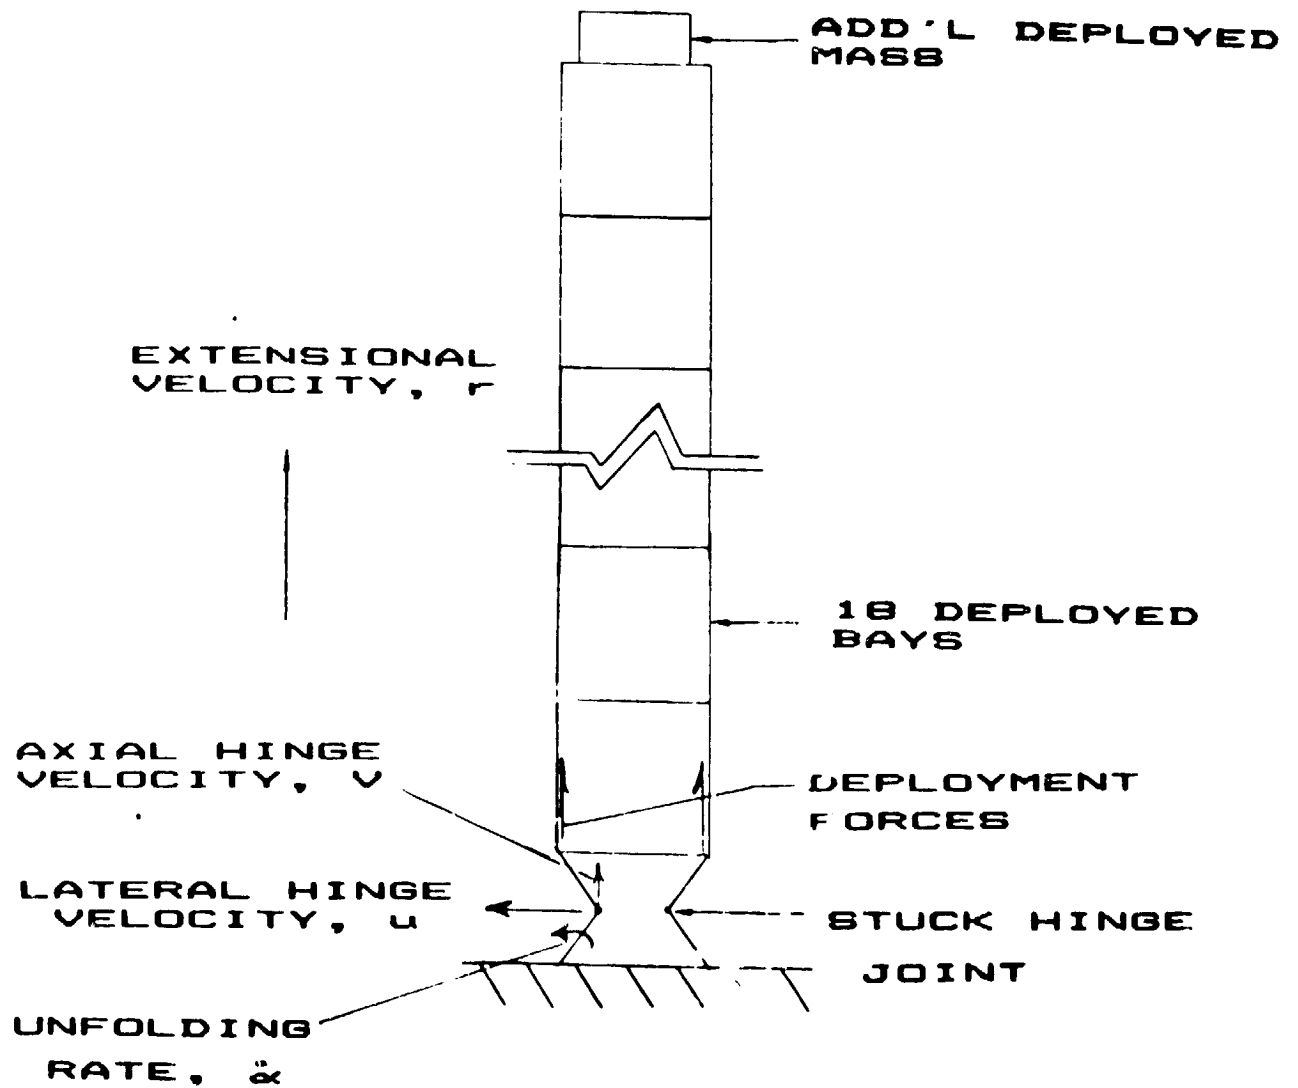 ADD'L DEPLOYED
MASS
EXTENSIONAL
VELOCITY, r
18 DEPLOYED
BAYS
AXIAL HINGE
VELOCITY, v
DEPLOYMENT
FORCES
LATERAL HINGE
VELOCITY, u
STUCK HINGE
JOINT
UNFOLDING
RATE, α̈